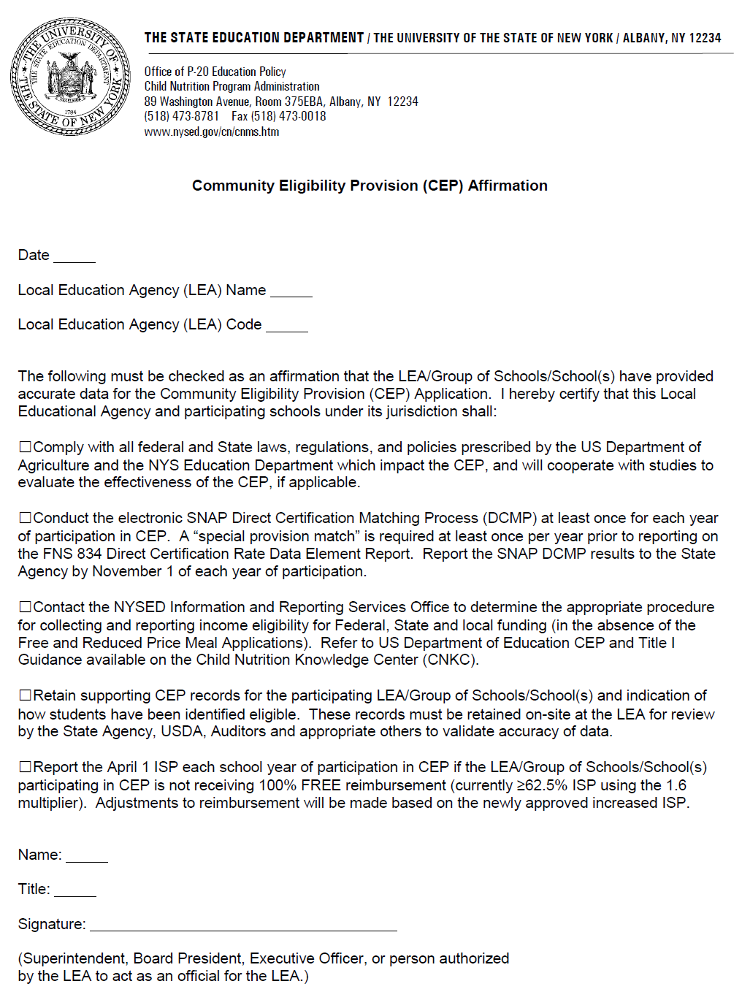 THE UNIVERSITY OF
THE STATE OF NEW YORK
THE STATE EDUCATION DEPARTMENT
EXCELSIOR
1784
THE STATE EDUCATION DEPARTMENT / THE UNIVERSITY OF THE STATE OF NEW YORK / ALBANY, NY 12234
Office of P-20 Education Policy
Child Nutrition Program Administration
89 Washington Avenue, Room 375EBA, Albany, NY 12234
(518) 473-8781 Fax (518) 473-0018
www.nysed.gov/cn/cnms.htm
Community Eligibility Provision (CEP) Affirmation
Date _____
Local Education Agency (LEA) Name _____
Local Education Agency (LEA) Code _____
The following must be checked as an affirmation that the LEA/Group of Schools/School(s) have provided
accurate data for the Community Eligibility Provision (CEP) Application. I hereby certify that this Local
Educational Agency and participating schools under its jurisdiction shall:
☐Comply with all federal and State laws, regulations, and policies prescribed by the US Department of
Agriculture and the NYS Education Department which impact the CEP, and will cooperate with studies to
evaluate the effectiveness of the CEP, if applicable.
☐Conduct the electronic SNAP Direct Certification Matching Process (DCMP) at least once for each year
of participation in CEP. A “special provision match” is required at least once per year prior to reporting on
the FNS 834 Direct Certification Rate Data Element Report. Report the SNAP DCMP results to the State
Agency by November 1 of each year of participation.
☐Contact the NYSED Information and Reporting Services Office to determine the appropriate procedure
for collecting and reporting income eligibility for Federal, State and local funding (in the absence of the
Free and Reduced Price Meal Applications). Refer to US Department of Education CEP and Title I
Guidance available on the Child Nutrition Knowledge Center (CNKC).
☐Retain supporting CEP records for the participating LEA/Group of Schools/School(s) and indication of
how students have been identified eligible. These records must be retained on-site at the LEA for review
by the State Agency, USDA, Auditors and appropriate others to validate accuracy of data.
☐Report the April 1 ISP each school year of participation in CEP if the LEA/Group of Schools/School(s)
participating in CEP is not receiving 100% FREE reimbursement (currently ≥62.5% ISP using the 1.6
multiplier). Adjustments to reimbursement will be made based on the newly approved increased ISP.
Name: _____
Title: _____
Signature: ______________________________________
(Superintendent, Board President, Executive Officer, or person authorized
by the LEA to act as an official for the LEA.)